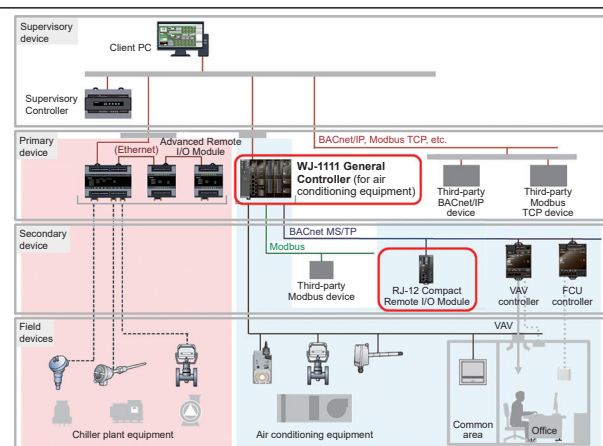 Supervisory
device
Client PC
Supervisory
Controller
Primary
device
(Ethernet)
Advanced Remote
I/O Module
WJ-1111 General
Controller (for air
conditioning equipment)
BACnet/IP, Modbus TCP, etc.
Third-party
BACnet/IP
device
Third-party
Modbus
TCP device
Secondary
device
BACnet MS/TP
Modbus
Third-party
Modbus device
RJ-12 Compact
Remote I/O Module
VAV
controller
FCU
controller
Field
devices
VAV
Chiller plant equipment
Air conditioning equipment
Common
area
Office